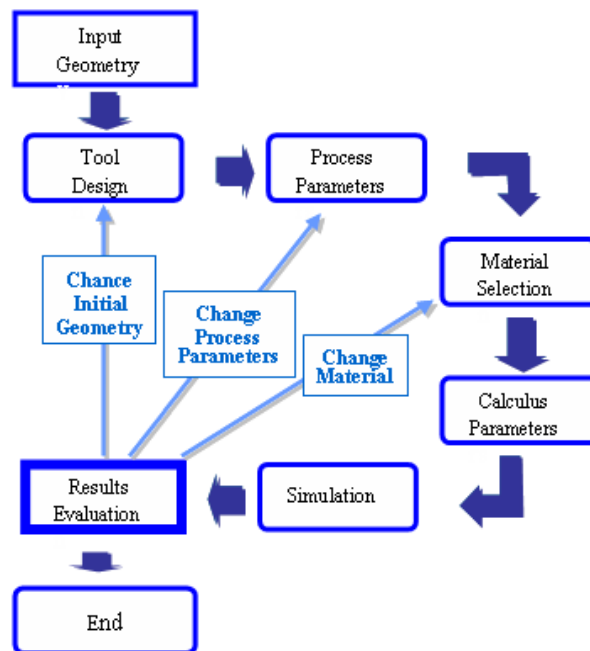 Input
Geometry
Tool
Design
Process
Parameters
Material
Selection
Chance
Initial
Geometry
Change
Process
Parameters
Change
Material
Calculus
Parameters
Simulation
Results
Evaluation
End